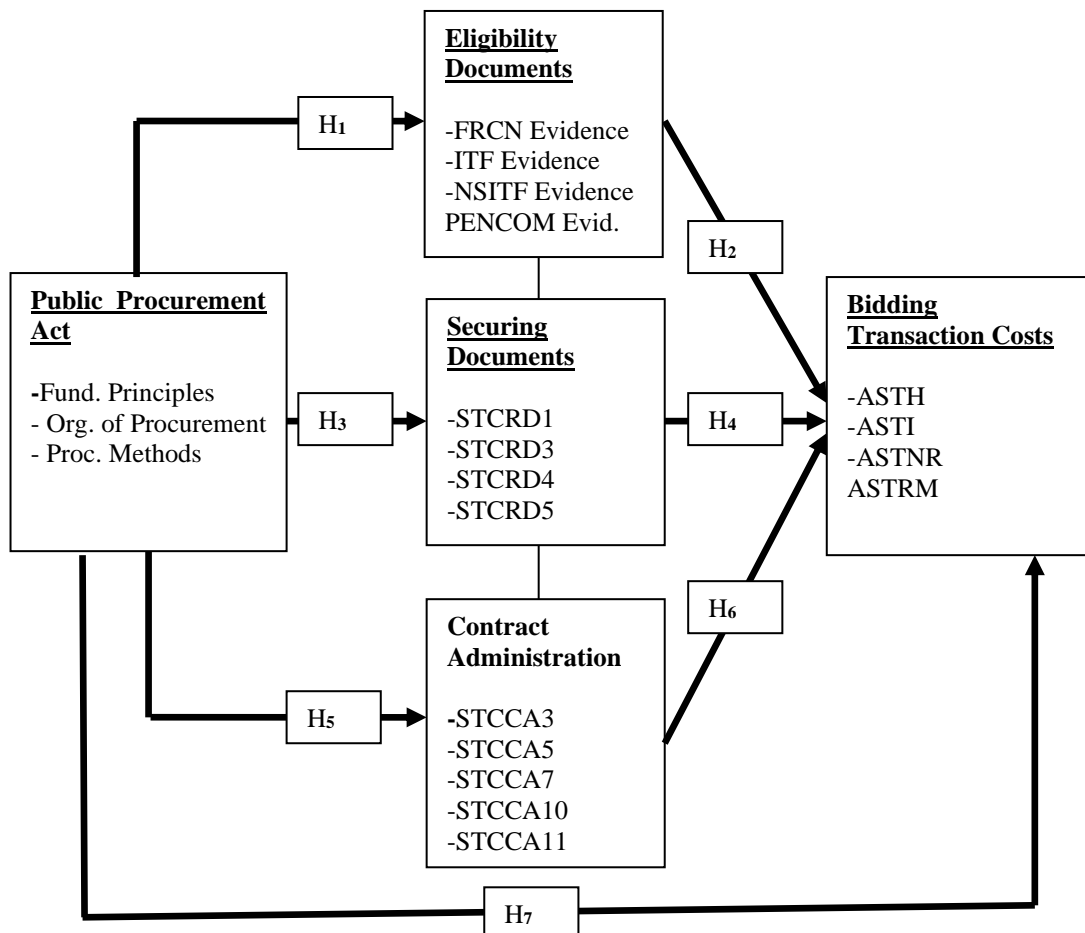 Eligibility
Documents
-FRCN Evidence
-ITF Evidence
-NSITF Evidence
PENCOM Evid.
H1
H2
Public Procurement
Act
-Fund. Principles
- Org. of Procurement
- Proc. Methods
H3
Securing
Documents
-STCRD1
-STCRD3
-STCRD4
-STCRD5
H4
Bidding
Transaction Costs
-ASTH
-ASTI
-ASTNR
ASTRM
H5
Contract
Administration
-STCCA3
-STCCA5
-STCCA7
-STCCA10
-STCCA11
H6
H7